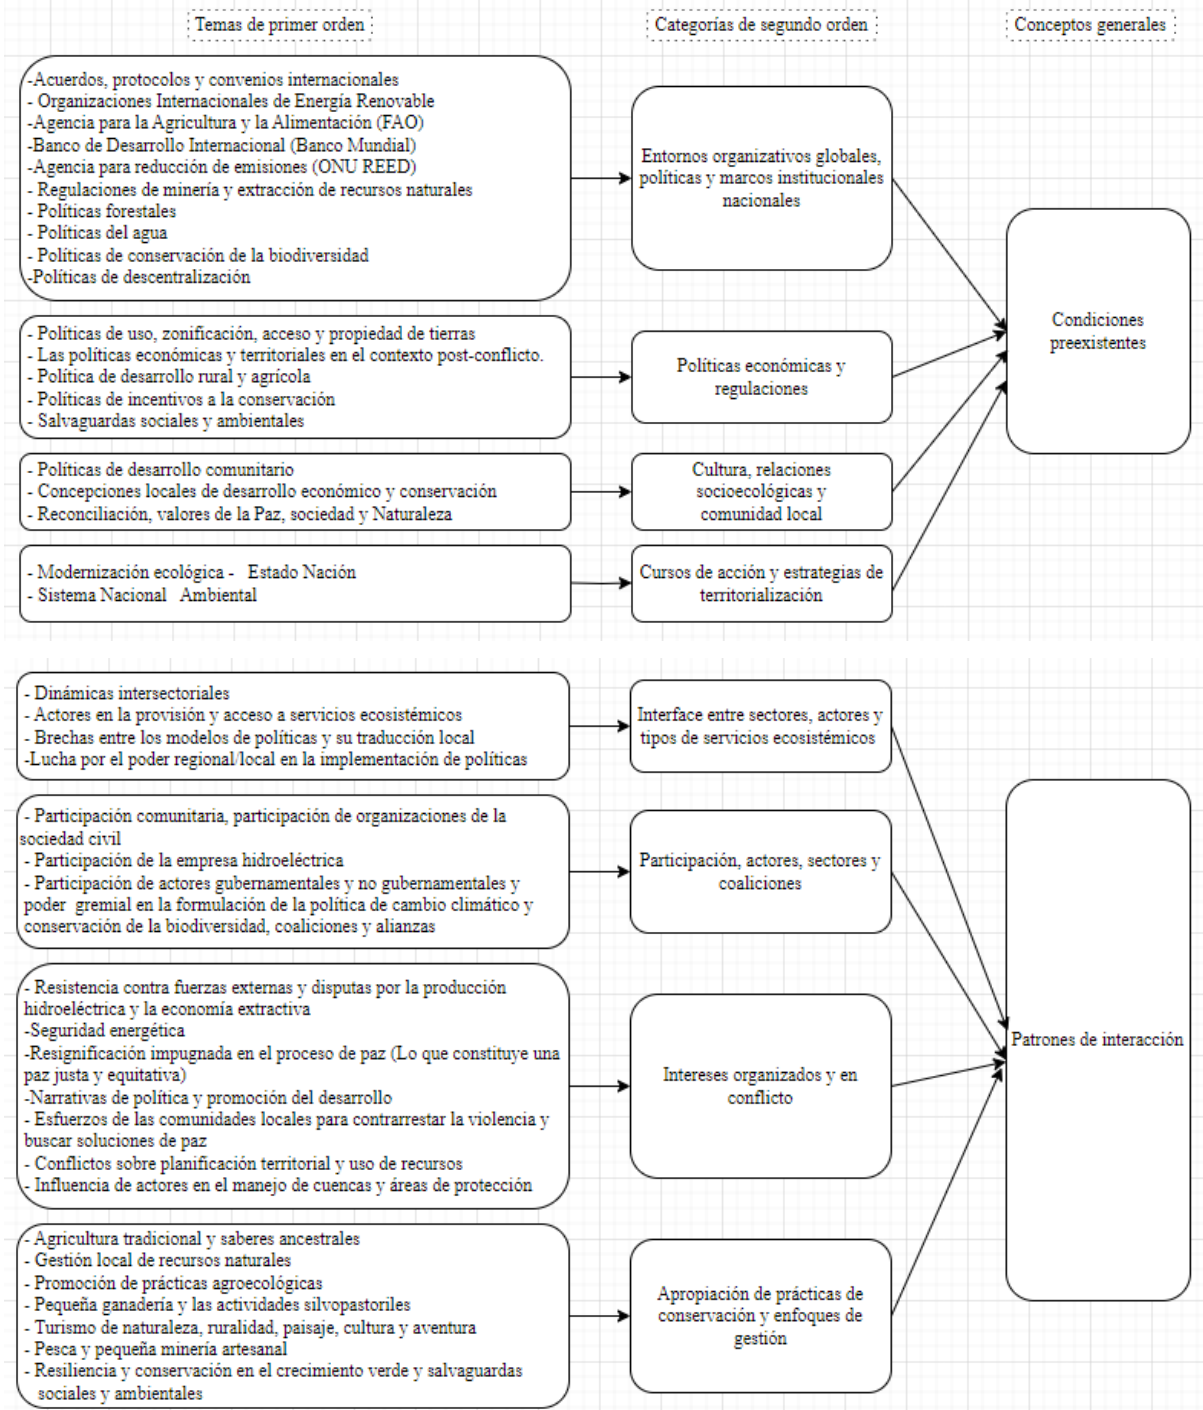 Temas de primer orden
Categorías de segundo orden
Conceptos generales
-Acuerdos, protocolos y convenios internacionales
- Organizaciones Internacionales de Energía Renovable
-Agencia para la Agricultura y la Alimentación (FAO)
-Banco de Desarrollo Internacional (Banco Mundial)
-Agencia para reducción de emisiones (ONU REED)
- Regulaciones de minería y extracción de recursos naturales
- Políticas forestales
- Políticas del agua
- Políticas de conservación de la biodiversidad
-Políticas de descentralización
Entornos organizativos globales,
políticas y marcos institucionales
nacionales
- Políticas de uso, zonificación, acceso y propiedad de tierras
- Las políticas económicas y territoriales en el contexto post-conflicto.
- Política de desarrollo rural y agrícola
- Políticas de incentivos a la conservación
- Salvaguardas sociales y ambientales
Políticas económicas y
regulaciones
- Políticas de desarrollo comunitario
- Concepciones locales de desarrollo económico y conservación
- Reconciliación, valores de la Paz, sociedad y Naturaleza
Cultura, relaciones
socioecológicas y
comunidad local
- Modernización ecológica - Estado Nación
- Sistema Nacional Ambiental
Cursos de acción y estrategias de
territorialización
Condiciones
preexistentes
- Dinámicas intersectoriales
- Actores en la provisión y acceso a servicios ecosistémicos
- Brechas entre los modelos de políticas y su traducción local
-Lucha por el poder regional/local en la implementación de políticas
Interface entre sectores, actores y
tipos de servicios ecosistémicos
- Participación comunitaria, participación de organizaciones de la
sociedad civil
- Participación de la empresa hidroeléctrica
- Participación de actores gubernamentales y no gubernamentales y
poder gremial en la formulación de la política de cambio climático y
conservación de la biodiversidad, coaliciones y alianzas
Participación, actores, sectores y
coaliciones
- Resistencia contra fuerzas externas y disputas por la producción
hidroeléctrica y la economía extractiva
-Seguridad energética
-Resignificación impugnada en el proceso de paz (Lo que constituye una
paz justa y equitativa)
-Narrativas de política y promoción del desarrollo
- Esfuerzos de las comunidades locales para contrarrestar la violencia y
buscar soluciones de paz
- Conflictos sobre planificación territorial y uso de recursos
- Influencia de actores en el manejo de cuencas y áreas de protección
Intereses organizados y en
conflicto
- Agricultura tradicional y saberes ancestrales
- Gestión local de recursos naturales
- Promoción de prácticas agroecológicas
- Pequeña ganadería y las actividades silvopastoriles
- Turismo de naturaleza, ruralidad, paisaje, cultura y aventura
- Pesca y pequeña minería artesanal
- Resiliencia y conservación en el crecimiento verde y salvaguardas
sociales y ambientales
Apropiación de prácticas de
conservación y enfoques de
gestión
Patrones de interacción